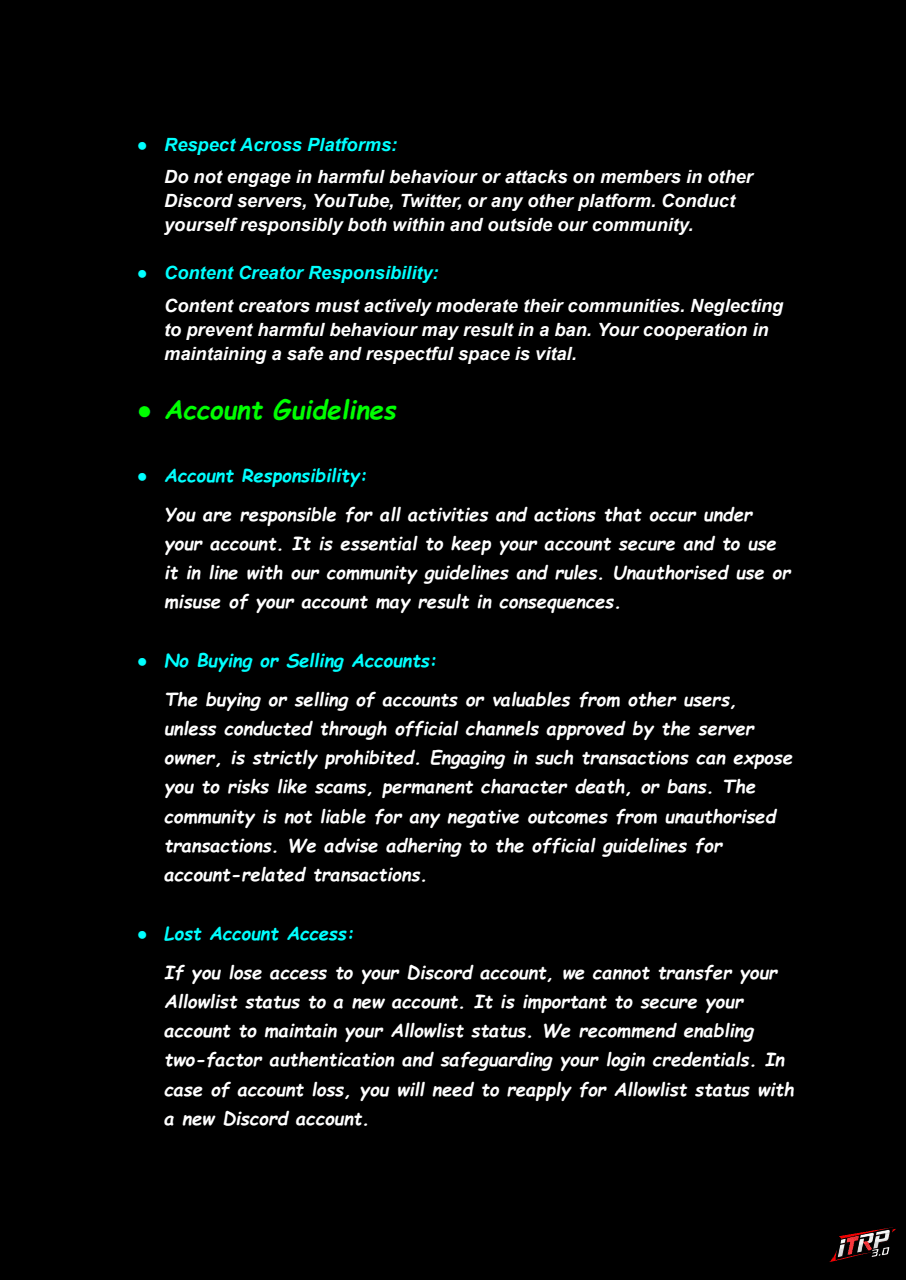 ● Respect Across Platforms:
Do not engage in harmful behaviour or attacks on members in other
Discord servers, YouTube, Twitter, or any other platform. Conduct
yourself responsibly both within and outside our community.
● Content Creator Responsibility:
Content creators must actively moderate their communities. Neglecting
to prevent harmful behaviour may result in a ban. Your cooperation in
maintaining a safe and respectful space is vital.
● Account Guidelines
● Account Responsibility:
You are responsible for all activities and actions that occur under
your account. It is essential to keep your account secure and to use
it in line with our community guidelines and rules. Unauthorised use or
misuse of your account may result in consequences.
● No Buying or Selling Accounts:
The buying or selling of accounts or valuables from other users,
unless conducted through official channels approved by the server
owner, is strictly prohibited. Engaging in such transactions can expose
you to risks like scams, permanent character death, or bans. The
community is not liable for any negative outcomes from unauthorised
transactions. We advise adhering to the official guidelines for
account-related transactions.
● Lost Account Access:
If you lose access to your Discord account, we cannot transfer your
Allowlist status to a new account. It is important to secure your
account to maintain your Allowlist status. We recommend enabling
two-factor authentication and safeguarding your login credentials. In
case of account loss, you will need to reapply for Allowlist status with
a new Discord account.
iTRP
3.0